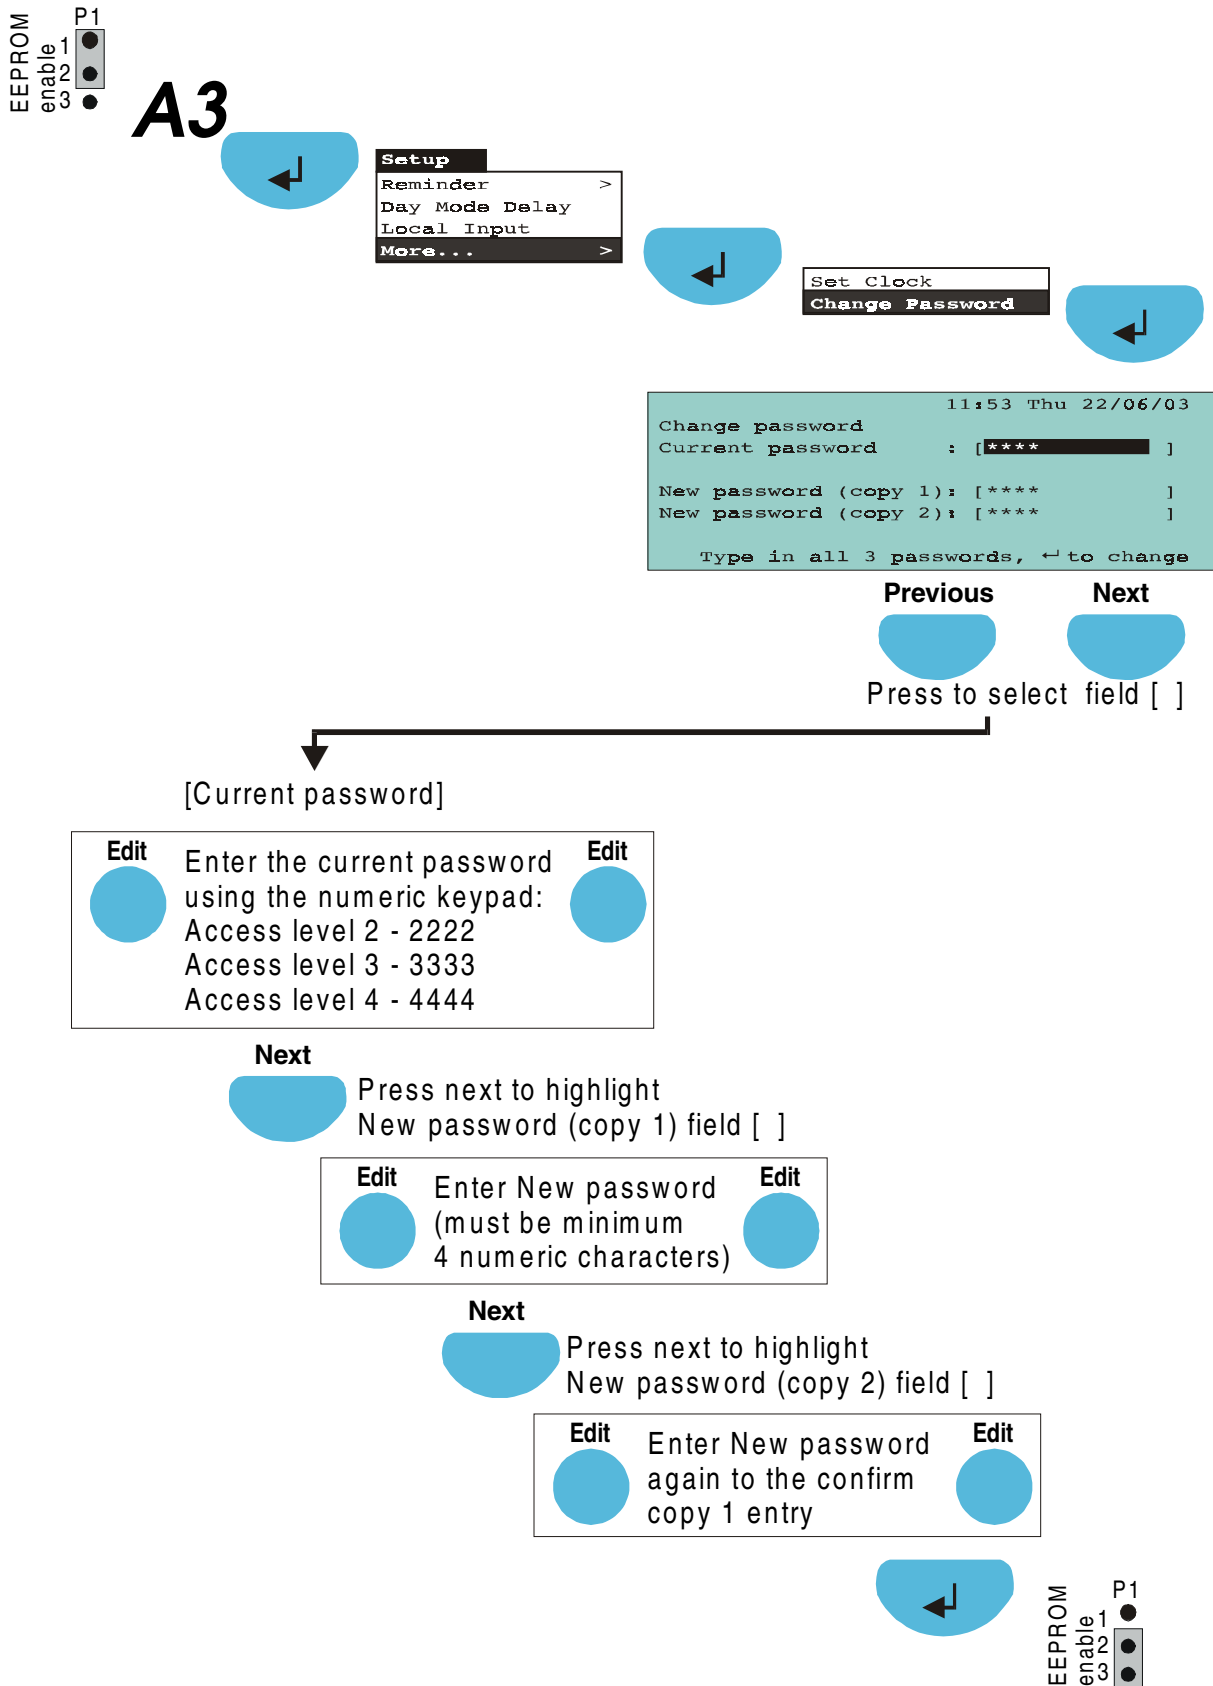 EEPROM
enable
P1
1
2
3
A3
Setup
Reminder >
Day Mode Delay
Local Input
More... >
Set Clock
Change Password
11:53 Thu 22/06/03
Change password
Current password : [**** ]
New password (copy 1): [**** ]
New password (copy 2): [**** ]
Type in all 3 passwords, ↵ to change
Previous Next
Press to select field [ ]
[Current password]
Edit Edit
Enter the current password
using the numeric keypad:
Access level 2 - 2222
Access level 3 - 3333
Access level 4 - 4444
Next
Press next to highlight
New password (copy 1) field [ ]
Edit Edit
Enter New password
(must be minimum
4 numeric characters)
Next
Press next to highlight
New password (copy 2) field [ ]
Edit Edit
Enter New password
again to the confirm
copy 1 entry
EEPROM
enable
P1
1
2
3